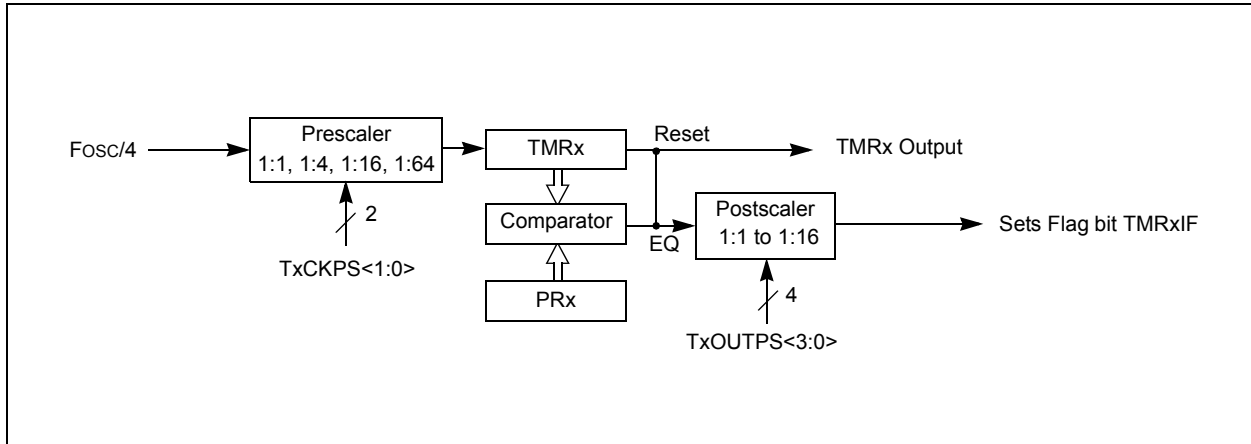 Fosc/4
Prescaler
1:1, 1:4, 1:16, 1:64
2
TxCKPS<1:0>
TMRx
Comparator
PRx
Reset
EQ
TMRx Output
Postscaler
1:1 to 1:16
4
TxOUTPS<3:0>
Sets Flag bit TMRxIF